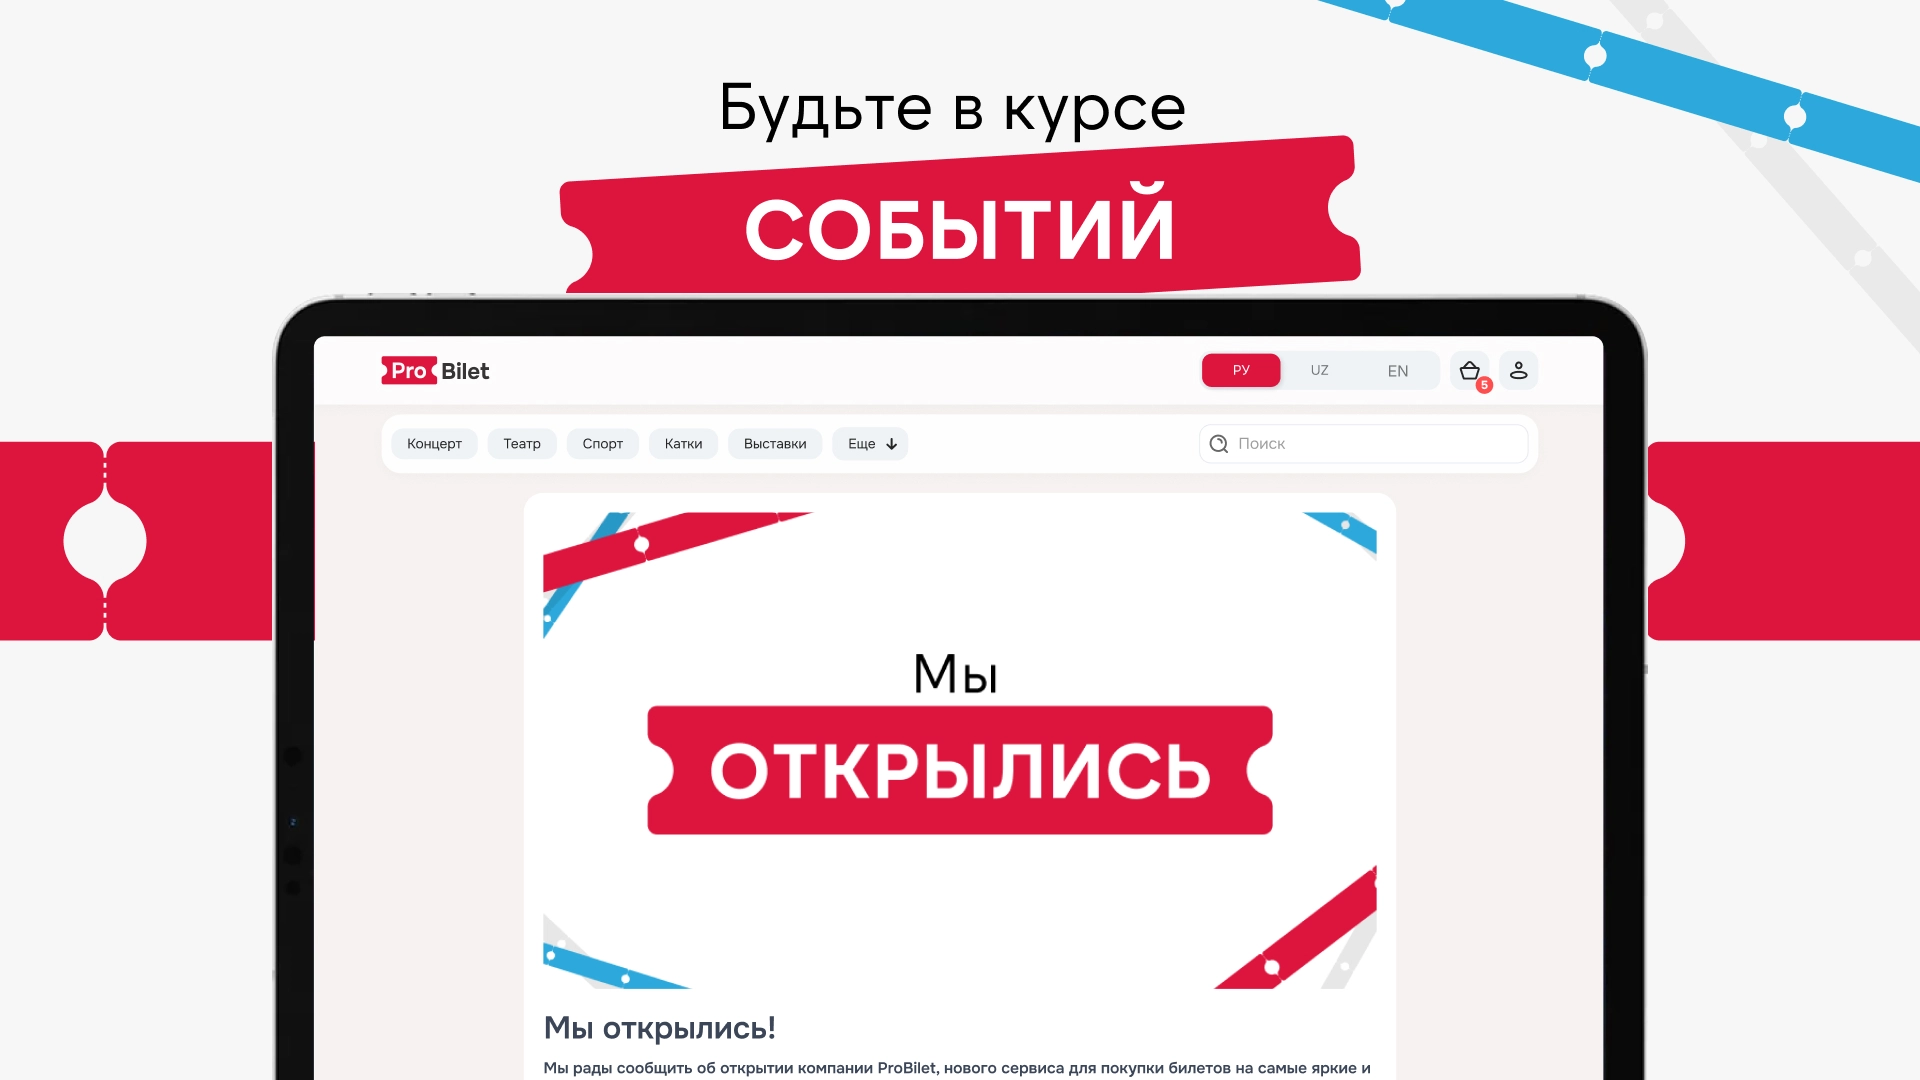 Будьте в курсе
СОБЫТИЙ
Pro Bilet
РУ UZ EN
5
Концерт Театр Спорт Катки Выставки Еще Поиск
Мы
ОТКРЫЛИСЬ
Мы открылись!
Мы рады сообщить об открытии компании ProBilet, нового сервиса для покупки билетов на самые яркие и